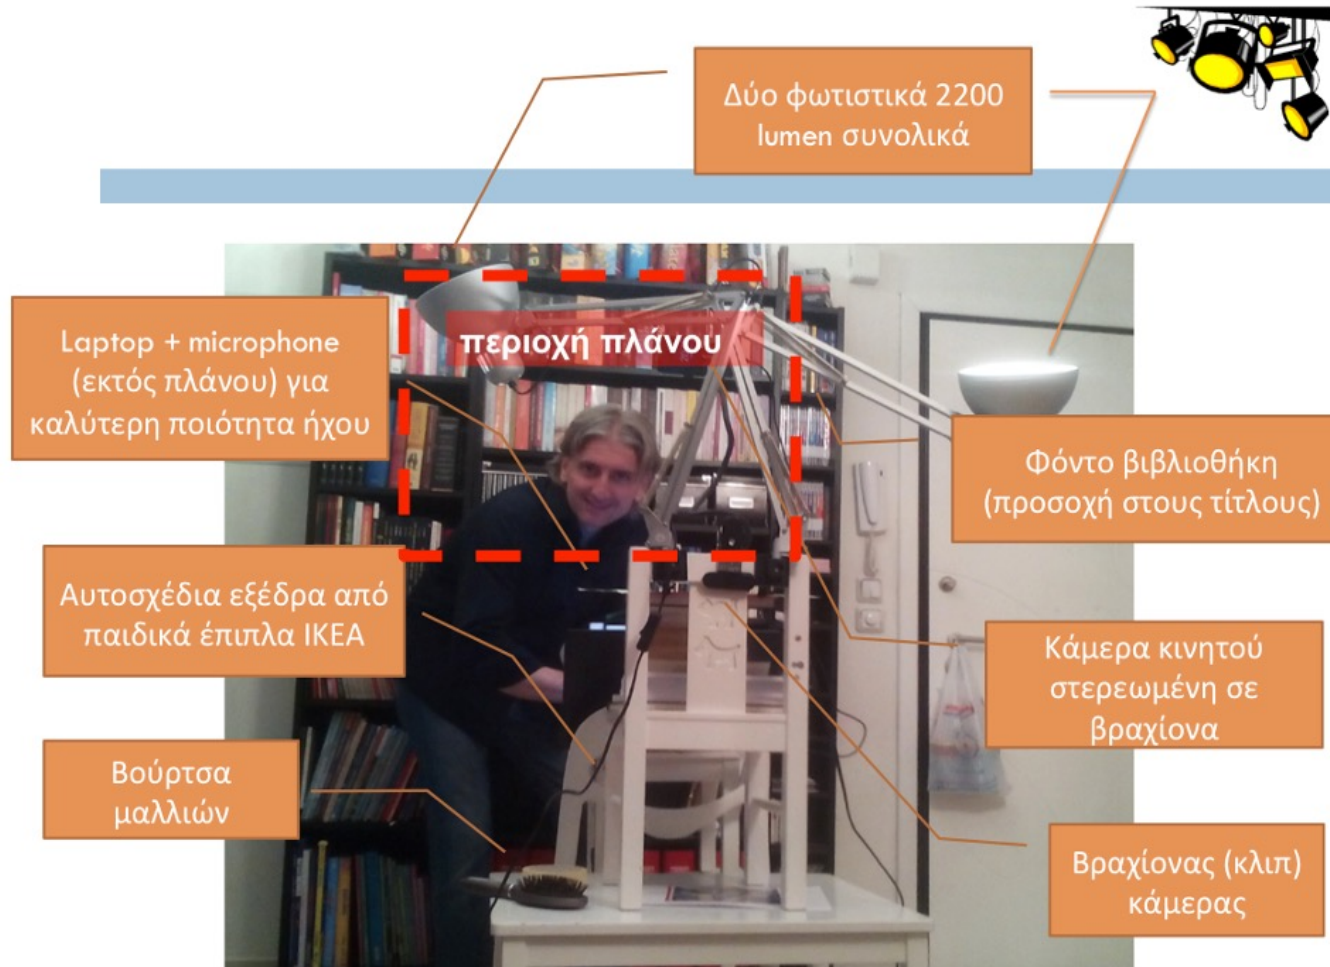 Δύο φωτιστικά 2200
lumen συνολικά
Laptop + microphone
(εκτός πλάνου) για
καλύτερη ποιότητα ήχου
περιοχή πλάνου
Φόντο βιβλιοθήκη
(προσοχή στους τίτλους)
Αυτοσχέδια εξέδρα από
παιδικά έπιπλα ΙΚΕΑ
Κάμερα κινητού
στερεωμένη σε
βραχίονα
Βούρτσα
μαλλιών
Βραχίονας (κλιπ)
κάμερας